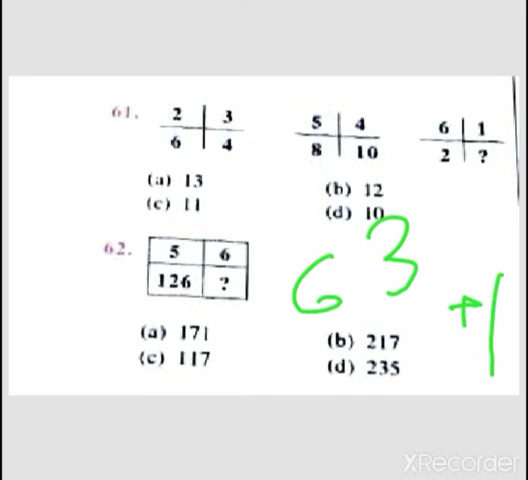 61. 2 3 5 4 6 1
6 4 8 10 2 ?
(a) 13 (b) 12
(c) 11 (d) 10
62. 5 6
126 ?
6 3 +1
(a) 171 (b) 217
(c) 117 (d) 235
XRecorder